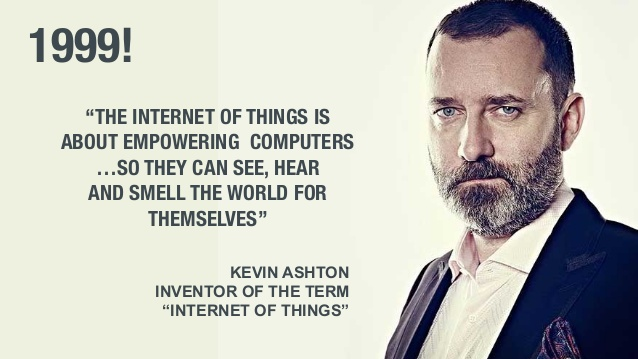 1999!
“THE INTERNET OF THINGS IS
ABOUT EMPOWERING COMPUTERS
...SO THEY CAN SEE, HEAR
AND SMELL THE WORLD FOR
THEMSELVES”
KEVIN ASHTON
INVENTOR OF THE TERM
“INTERNET OF THINGS”